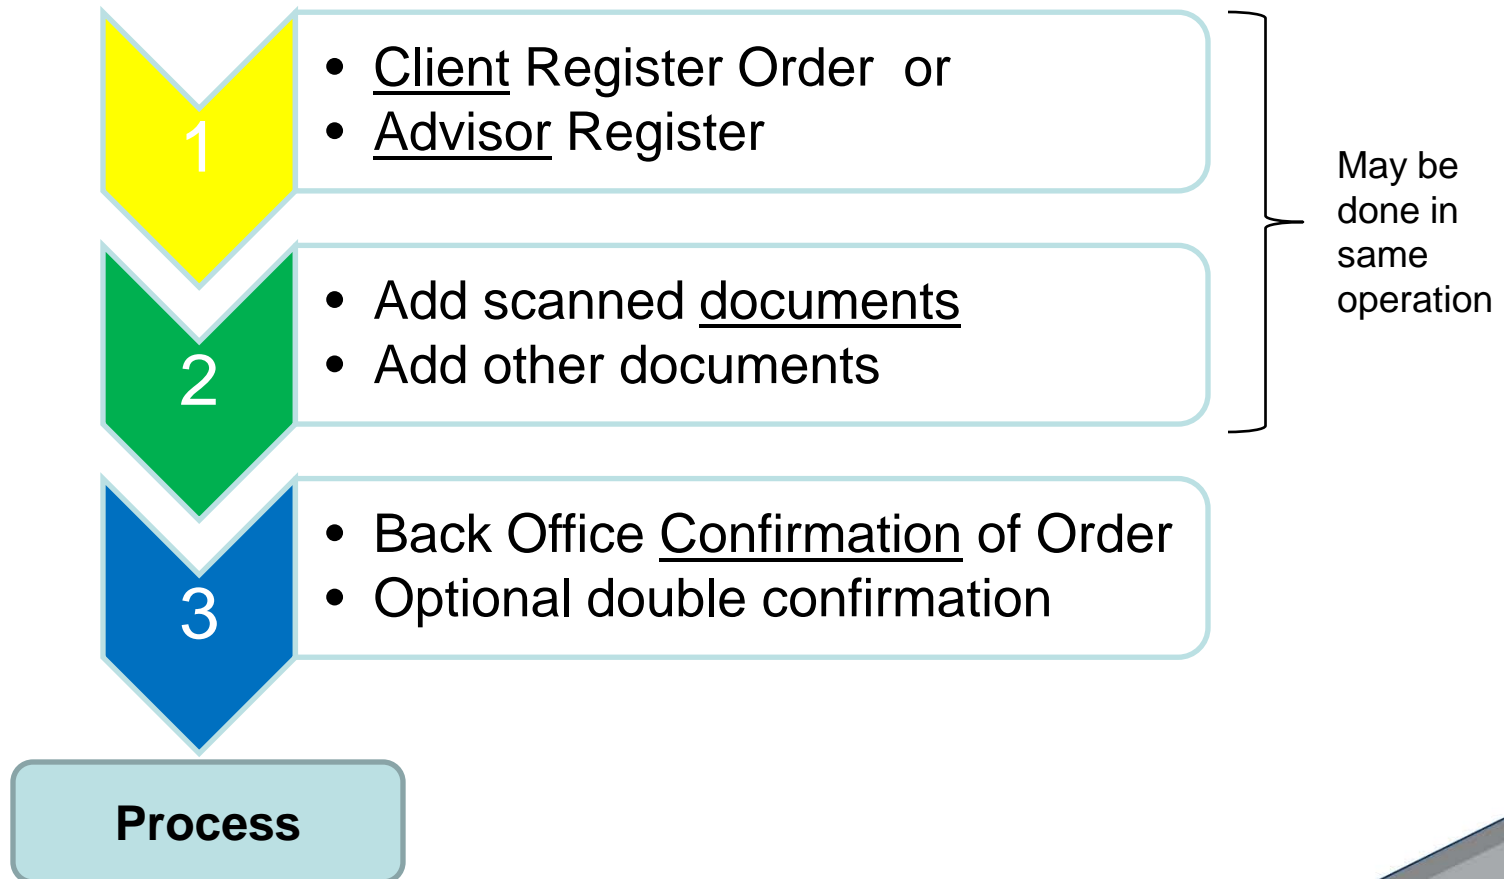 1
• Client Register Order  or
• Advisor Register
May be
done in
same
operation
2
• Add scanned documents
• Add other documents
3
• Back Office Confirmation of Order
• Optional double confirmation
Process